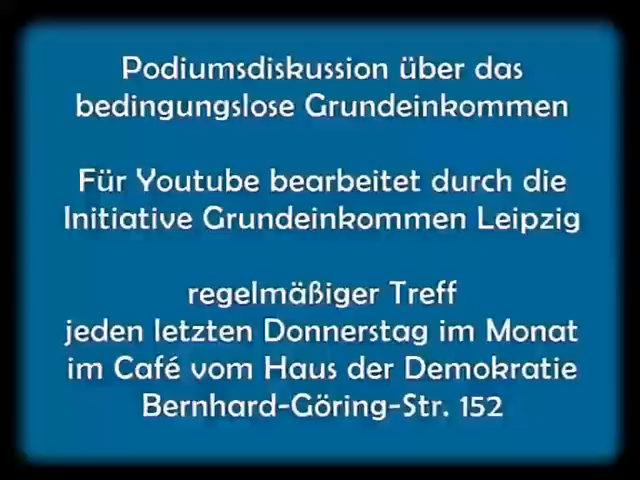 Podiumsdiskussion über das
bedingungslose Grundeinkommen
Für Youtube bearbeitet durch die
Initiative Grundeinkommen Leipzig
regelmäßiger Treff
jeden letzten Donnerstag im Monat
im Café vom Haus der Demokratie
Bernhard-Göring-Str. 152